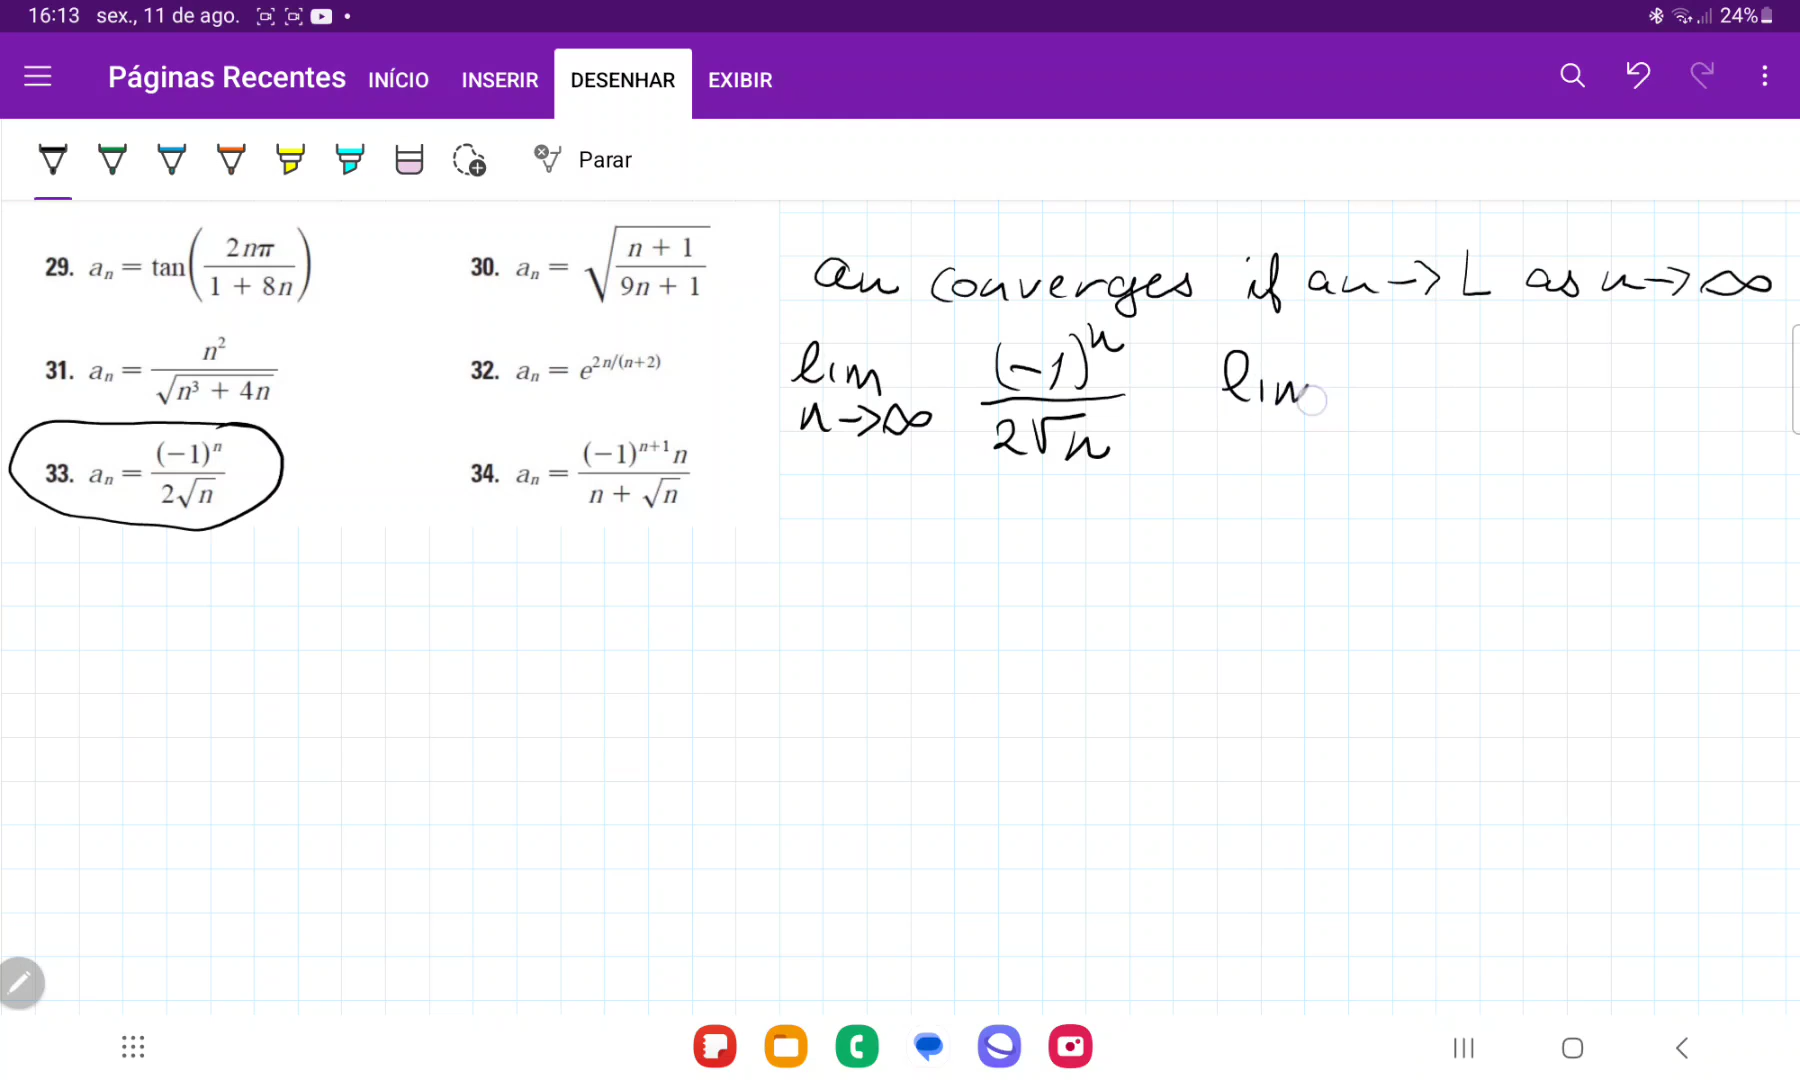 16:13 sex., 11 de ago. • 24%
Páginas Recentes INÍCIO INSERIR DESENHAR EXIBIR
Parar
29. aₙ = tan(2nπ / (1 + 8n))
30. aₙ = √((n + 1) / (9n + 1))
31. aₙ = n² / √(n³ + 4n)
32. aₙ = e^(2n/(n+2))
33. aₙ = (−1)ⁿ / (2√n)
34. aₙ = (−1)ⁿ⁺¹ n / (n + √n)
an converges if an -> L as n -> ∞
lim n -> ∞ (-1)ⁿ / (2√n) lim